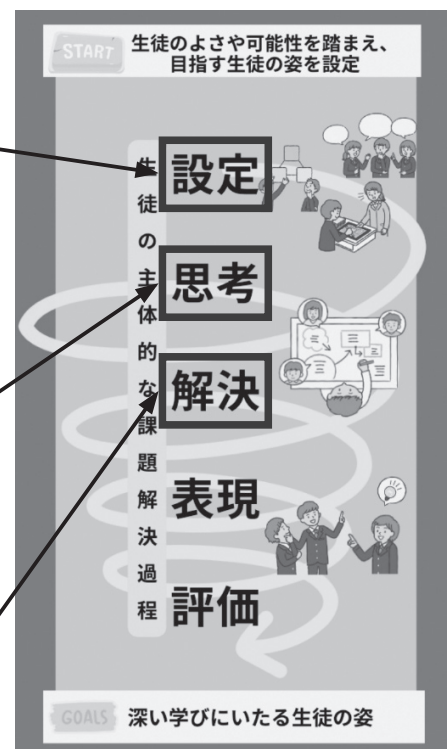 START
生徒のよさや可能性を踏まえ、
目指す生徒の姿を設定
生徒の主体的な課題解決過程
設定
思考
解決
表現
評価
GOALS
深い学びにいたる生徒の姿